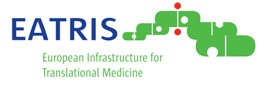 EATRIS
European Infrastructure for
Translational Medicine